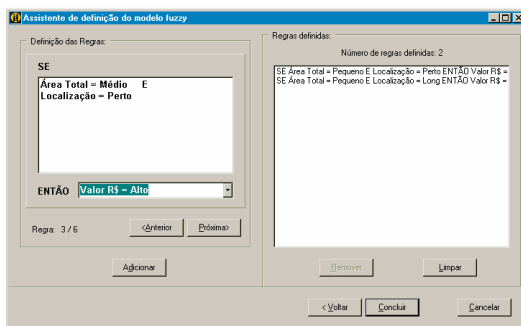 Assistente de definição do modelo fuzzy
Definição das Regras:
SE
Área Total = Médio E
Localização = Perto
ENTÃO Valor R$ = Alto
Regra: 3 / 6
<Anterior
Próxima>
Adicionar
Regras definidas:
Número de regras definidas: 2
SE Área Total = Pequeno E Localização = Perto ENTÃO Valor R$ =
SE Área Total = Pequeno E Localização = Long ENTÃO Valor R$ =
Remover
Limpar
< Voltar
Concluir
Cancelar